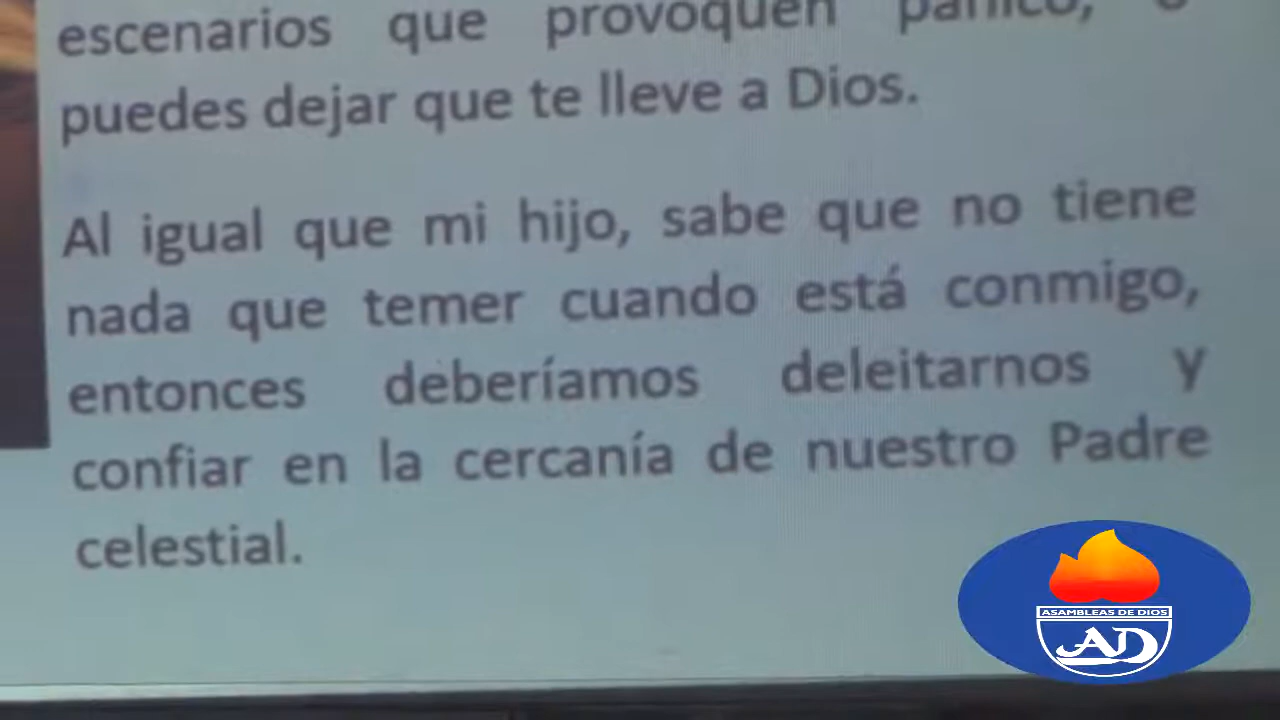 escenarios que provoquen pánico, o
puedes dejar que te lleve a Dios.
Al igual que mi hijo, sabe que no tiene
nada que temer cuando está conmigo,
entonces deberíamos deleitarnos y
confiar en la cercanía de nuestro Padre
celestial.
ASAMBLEAS DE DIOS
AD